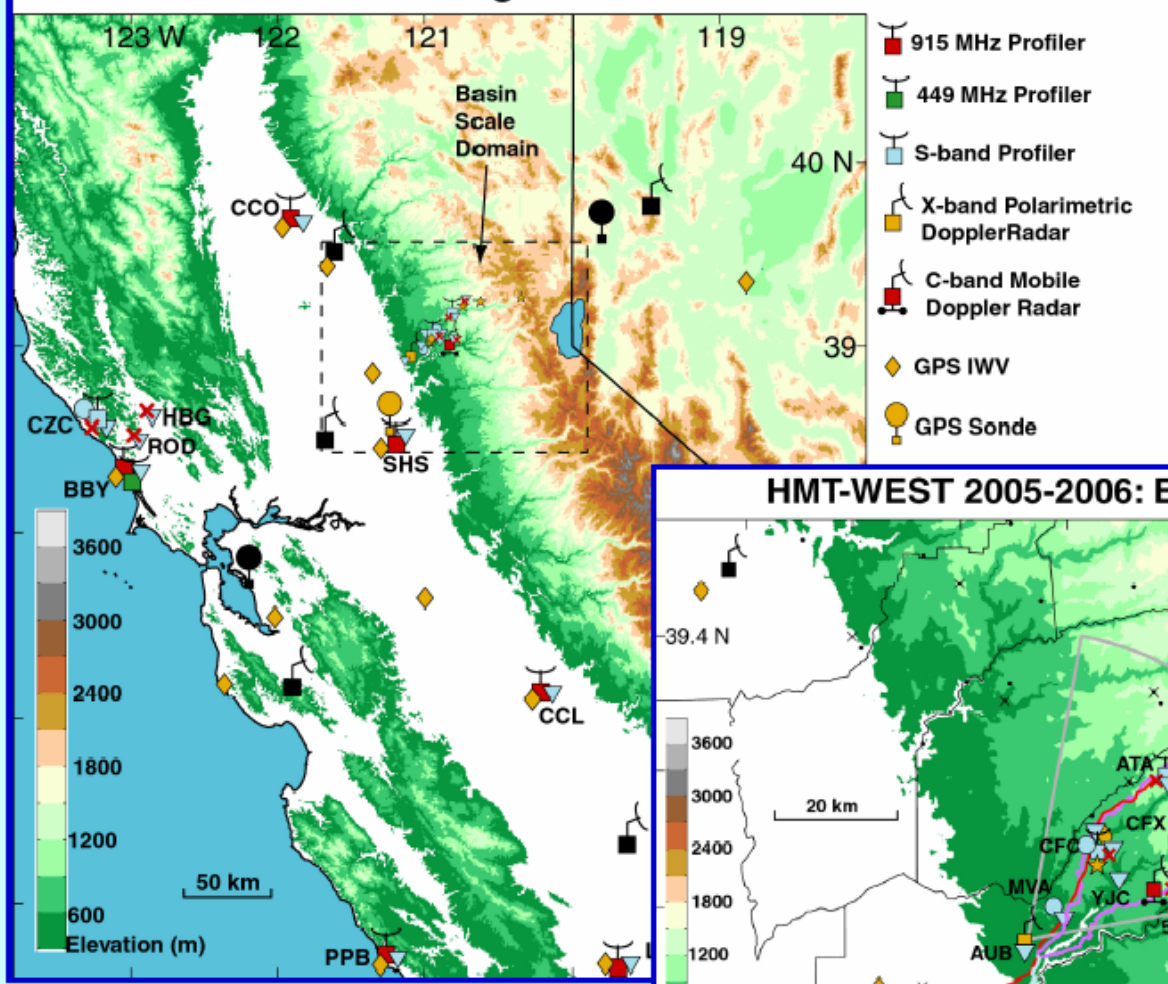 123 W
122
121
119
Basin
Scale
Domain
40 N
39
CCO
CZC
HBG
ROD
BBY
SHS
CCL
PPB
3600
3000
2400
1800
1200
600
Elevation (m)
50 km
915 MHz Profiler
449 MHz Profiler
S-band Profiler
X-band Polarimetric
DopplerRadar
C-band Mobile
Doppler Radar
GPS IWV
GPS Sonde
HMT-WEST 2005-2006: E
39.4 N
3600
3000
2400
1800
1200
20 km
ATA
CFX
CFC
MVA
YJC
AUB